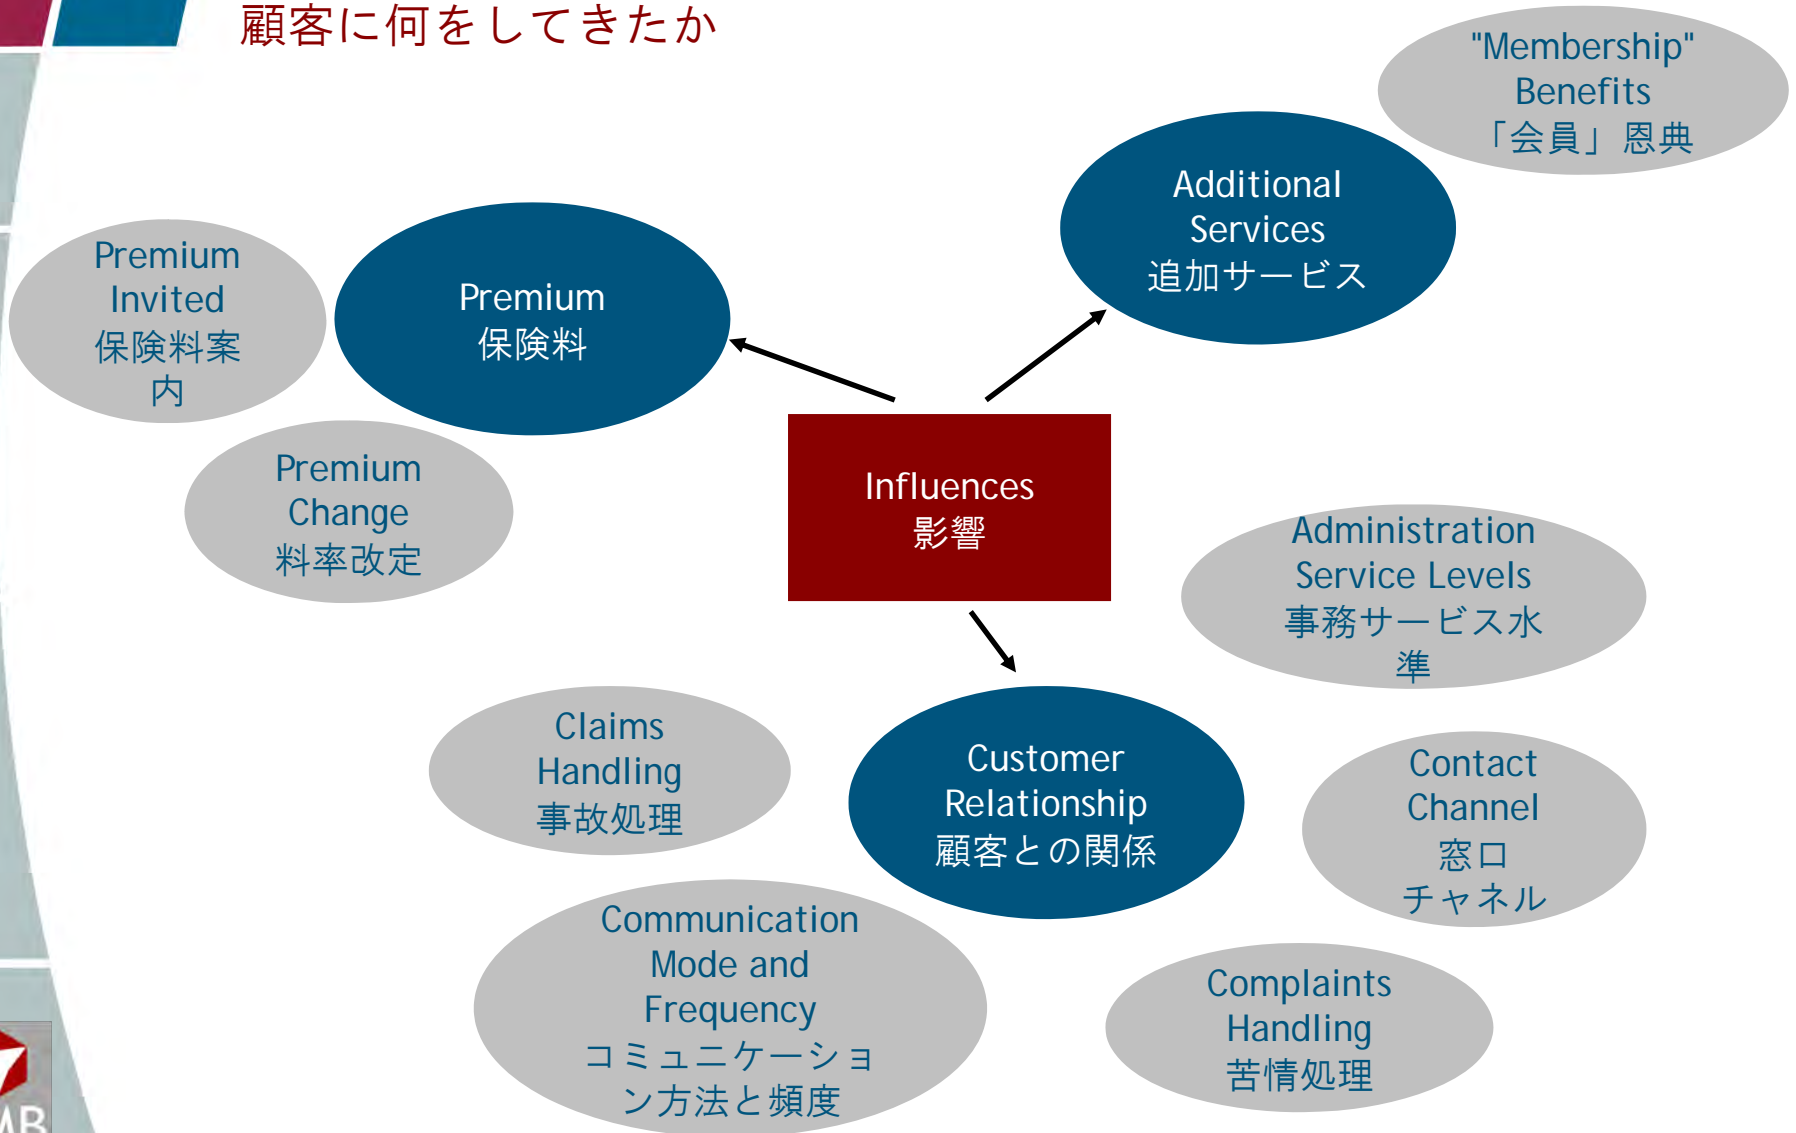 顧客に何をしてきたか
"Membership"
Benefits
「会員」恩典
Additional
Services
追加サービス
Premium
Invited
保険料案
内
Premium
保険料
Premium
Change
料率改定
Influences
影響
Administration
Service Levels
事務サービス水
準
Claims
Handling
事故処理
Customer
Relationship
顧客との関係
Contact
Channel
窓口
チャネル
Communication
Mode and
Frequency
コミュニケーショ
ン方法と頻度
Complaints
Handling
苦情処理